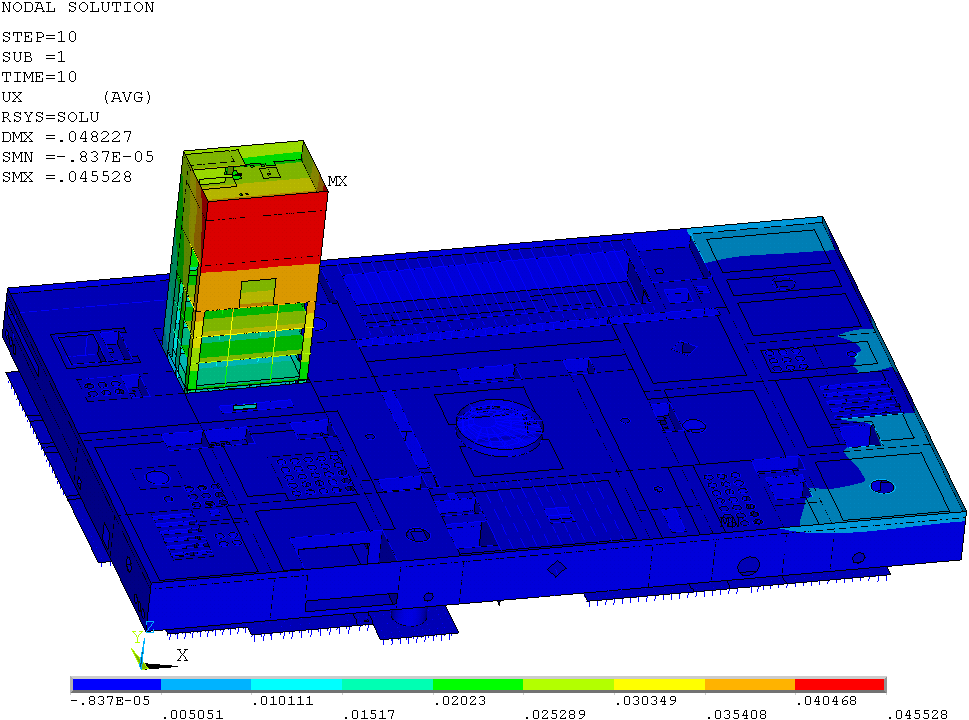 NODAL SOLUTION
STEP=10
SUB =1
TIME=10
UX (AVG)
RSYS=SOLU
DMX =.048227
SMN =-.837E-05
SMX =.045528
MX
Z
Y
X
-.837E-05 .010111 .02023 .030349 .040468
.005051 .01517 .025289 .035408 .045528